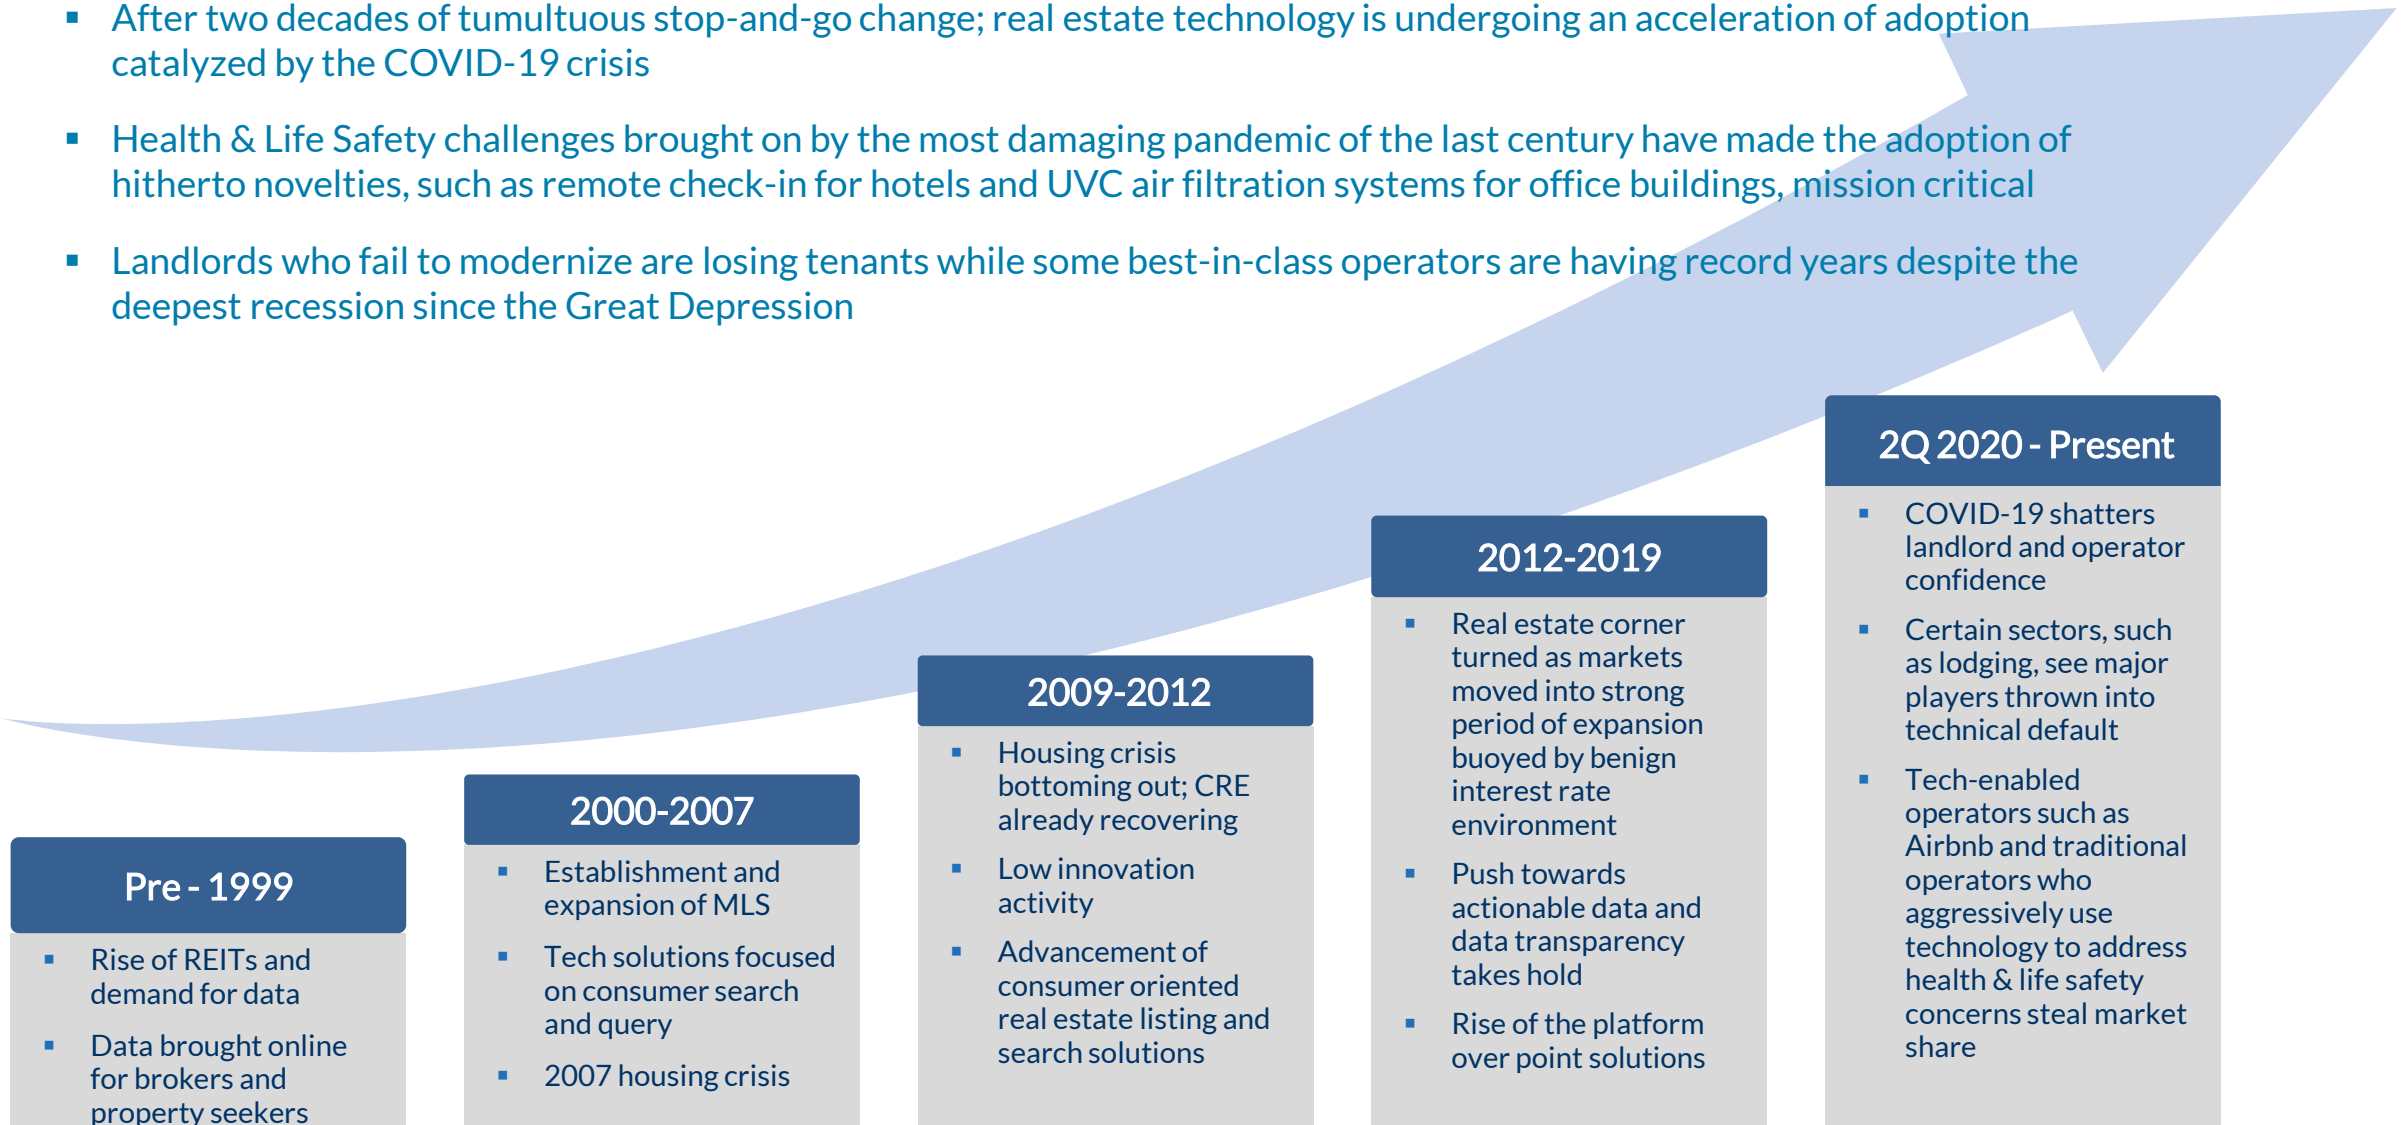 ▪ After two decades of tumultuous stop-and-go change; real estate technology is undergoing an acceleration of adoption
catalyzed by the COVID-19 crisis
▪ Health & Life Safety challenges brought on by the most damaging pandemic of the last century have made the adoption of
hitherto novelties, such as remote check-in for hotels and UVC air filtration systems for office buildings, mission critical
▪ Landlords who fail to modernize are losing tenants while some best-in-class operators are having record years despite the
deepest recession since the Great Depression
Pre - 1999
▪ Rise of REITs and
demand for data
▪ Data brought online
for brokers and
property seekers
2000-2007
▪ Establishment and
expansion of MLS
▪ Tech solutions focused
on consumer search
and query
▪ 2007 housing crisis
2009-2012
▪ Housing crisis
bottoming out; CRE
already recovering
▪ Low innovation
activity
▪ Advancement of
consumer oriented
real estate listing and
search solutions
2012-2019
▪ Real estate corner
turned as markets
moved into strong
period of expansion
buoyed by benign
interest rate
environment
▪ Push towards
actionable data and
data transparency
takes hold
▪ Rise of the platform
over point solutions
2Q 2020 - Present
▪ COVID-19 shatters
landlord and operator
confidence
▪ Certain sectors, such
as lodging, see major
players thrown into
technical default
▪ Tech-enabled
operators such as
Airbnb and traditional
operators who
aggressively use
technology to address
health & life safety
concerns steal market
share